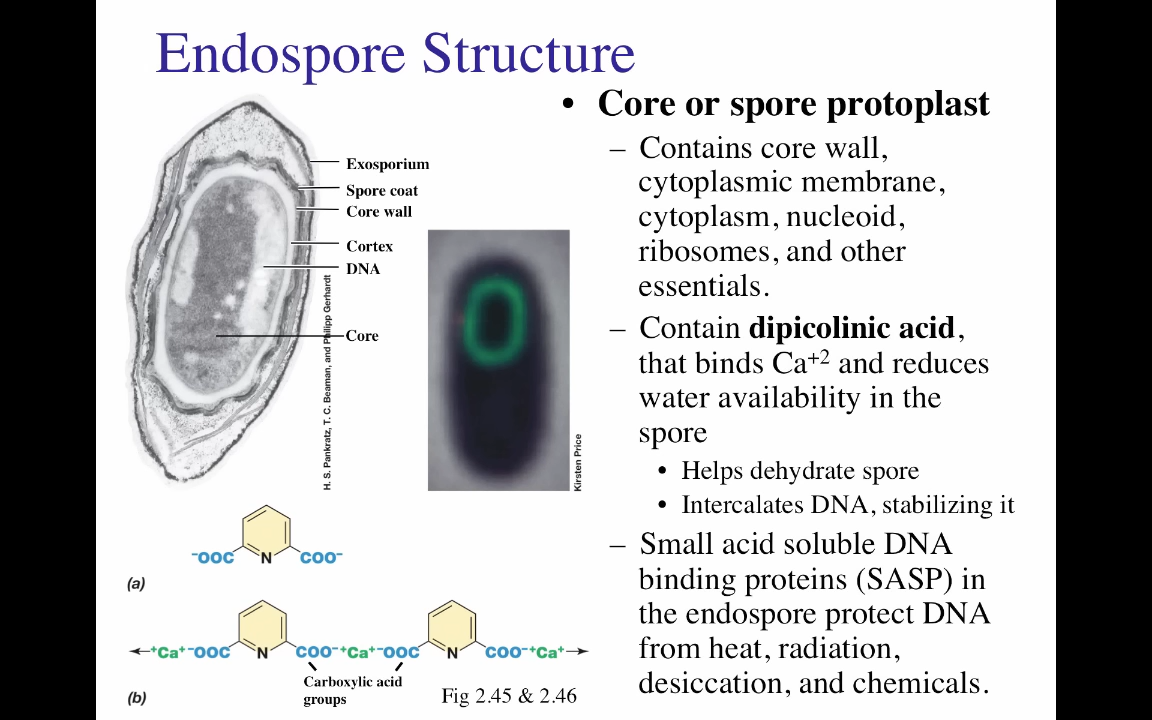 Endospore Structure
Exosporium
Spore coat
Core wall
Cortex
DNA
Core
H. S. Pankratz, T. C. Beaman, and Philipp Gerhardt
Kirsten Price
⁻OOC N COO⁻
(a)
⁺Ca⁺ ⁻OOC N COO⁻ ⁺Ca⁺ ⁻OOC N COO⁻ ⁺Ca⁺
Carboxylic acid
groups
(b)
Fig 2.45 & 2.46
• Core or spore protoplast
– Contains core wall,
cytoplasmic membrane,
cytoplasm, nucleoid,
ribosomes, and other
essentials.
– Contain dipicolinic acid,
that binds Ca⁺² and reduces
water availability in the
spore
• Helps dehydrate spore
• Intercalates DNA, stabilizing it
– Small acid soluble DNA
binding proteins (SASP) in
the endospore protect DNA
from heat, radiation,
desiccation, and chemicals.